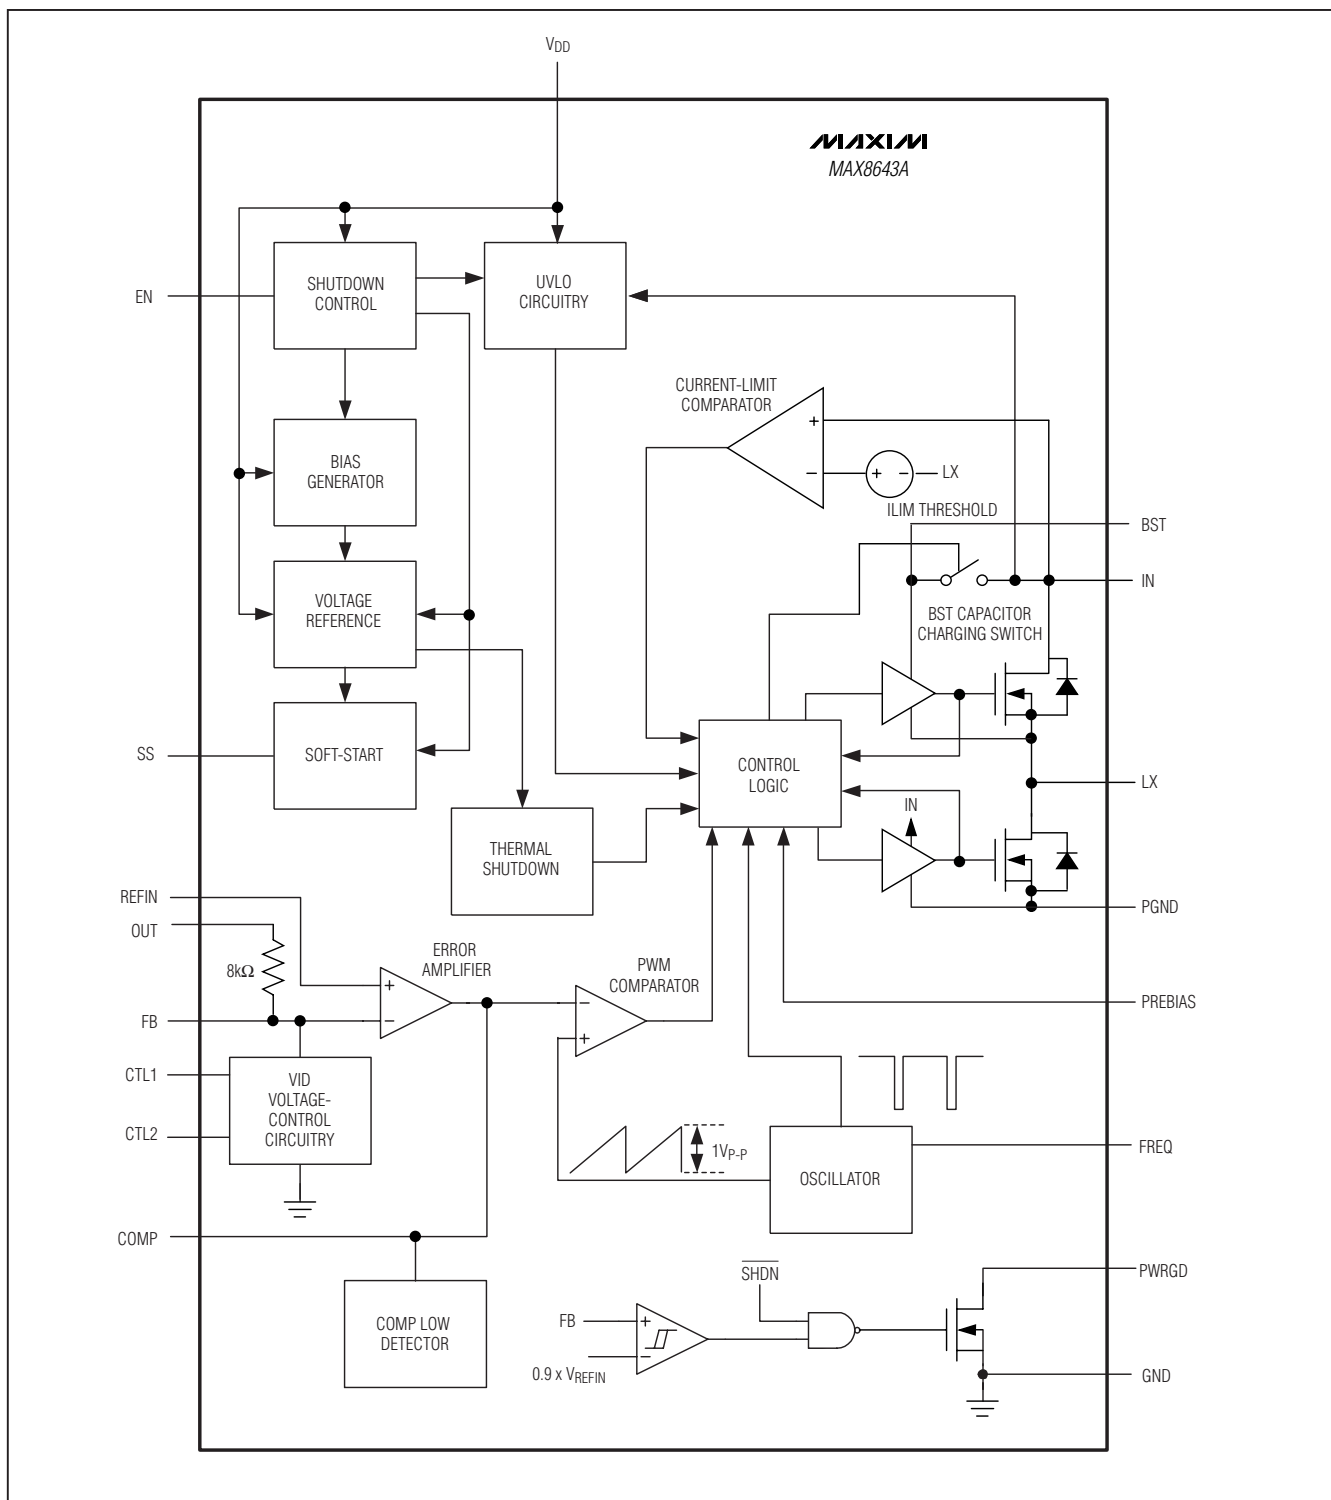 VDD
MAXIM
MAX8643A
SHUTDOWN
CONTROL
UVLO
CIRCUITRY
EN
CURRENT-LIMIT
COMPARATOR
+
−
+ −
LX
ILIM THRESHOLD
BIAS
GENERATOR
BST
IN
BST CAPACITOR
CHARGING SWITCH
VOLTAGE
REFERENCE
SS
SOFT-START
CONTROL
LOGIC
LX
IN
THERMAL
SHUTDOWN
REFIN
OUT
PGND
8kΩ
ERROR
AMPLIFIER
+
−
PWM
COMPARATOR
−
+
FB
PREBIAS
CTL1
CTL2
VID
VOLTAGE-
CONTROL
CIRCUITRY
1VP-P
OSCILLATOR
FREQ
COMP
COMP LOW
DETECTOR
SHDN
FB
+
−
0.9 x VREFIN
PWRGD
GND